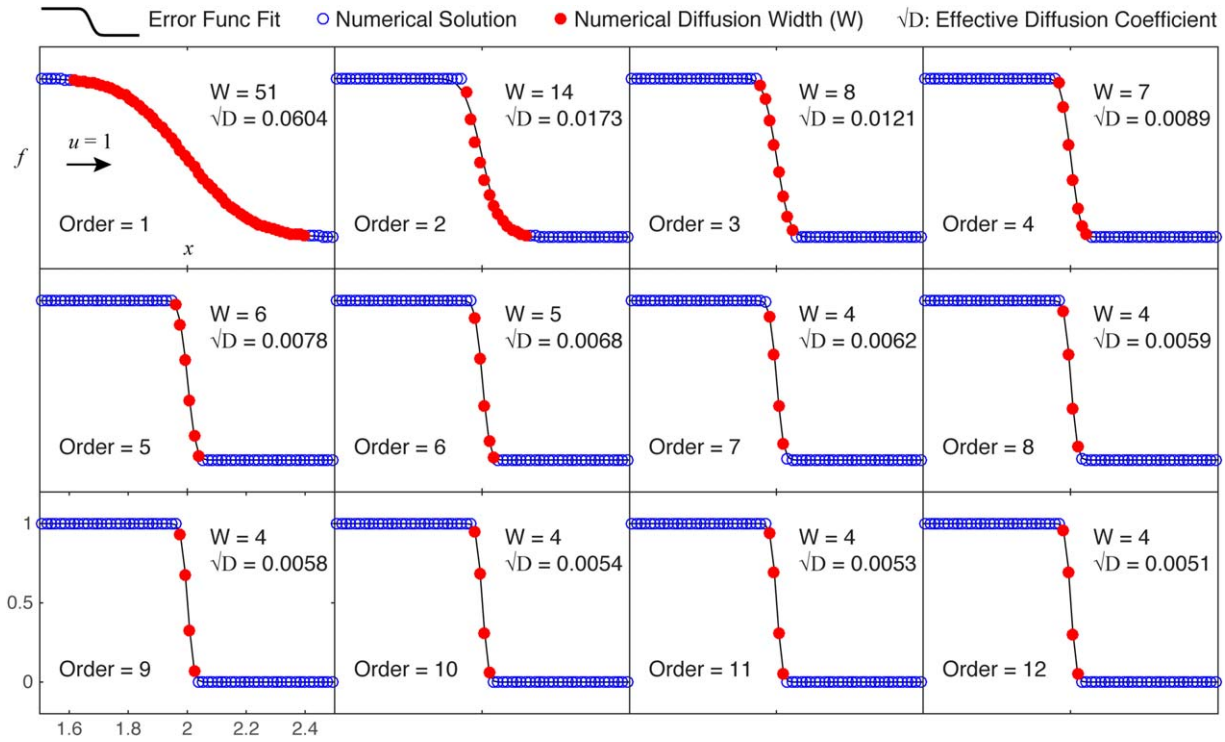 Error Func Fit Numerical Solution Numerical Diffusion Width (W) √D: Effective Diffusion Coefficient
W = 51
√D = 0.0604
f
u = 1
Order = 1
x
W = 14
√D = 0.0173
Order = 2
W = 8
√D = 0.0121
Order = 3
W = 7
√D = 0.0089
Order = 4
W = 6
√D = 0.0078
Order = 5
W = 5
√D = 0.0068
Order = 6
W = 4
√D = 0.0062
Order = 7
W = 4
√D = 0.0059
Order = 8
1
0.5
0
W = 4
√D = 0.0058
Order = 9
1.6 1.8 2 2.2 2.4
W = 4
√D = 0.0054
Order = 10
W = 4
√D = 0.0053
Order = 11
W = 4
√D = 0.0051
Order = 12